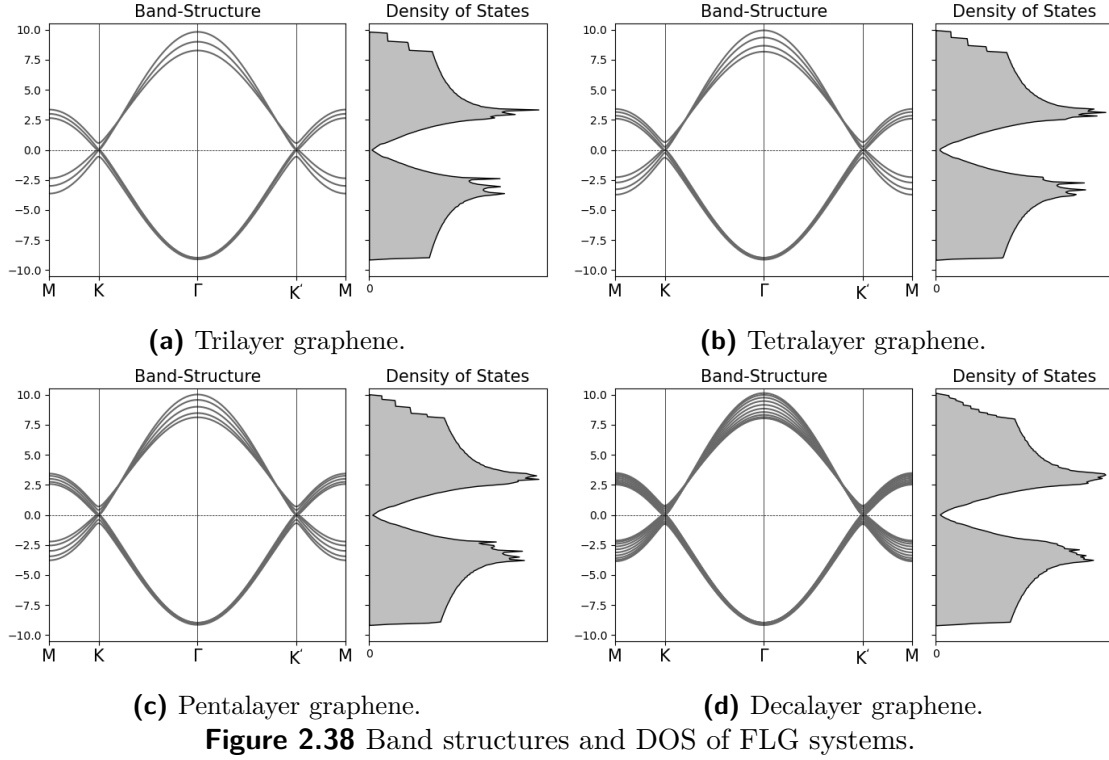 Band-Structure
Density of States
10.0
7.5
5.0
2.5
0.0
−2.5
−5.0
−7.5
−10.0
M K Γ K′ M
0
(a) Trilayer graphene.
Band-Structure
Density of States
10.0
7.5
5.0
2.5
0.0
−2.5
−5.0
−7.5
−10.0
M K Γ K′ M
0
(b) Tetralayer graphene.
Band-Structure
Density of States
10.0
7.5
5.0
2.5
0.0
−2.5
−5.0
−7.5
−10.0
M K Γ K′ M
0
(c) Pentalayer graphene.
Band-Structure
Density of States
10.0
7.5
5.0
2.5
0.0
−2.5
−5.0
−7.5
−10.0
M K Γ K′ M
0
(d) Decalayer graphene.
Figure 2.38 Band structures and DOS of FLG systems.